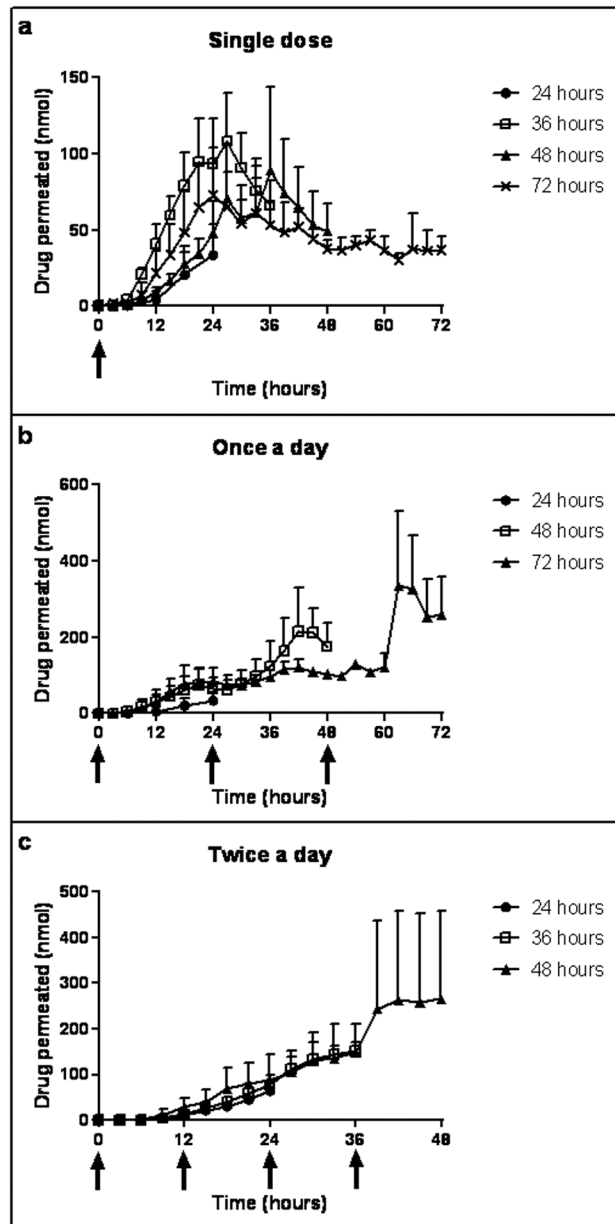 a
Single dose
150
100
50
0
Drug permeated (nmol)
0 12 24 36 48 60 72
Time (hours)
24 hours
36 hours
48 hours
72 hours
b
Once a day
600
400
200
0
Drug permeated (nmol)
0 12 24 36 48 60 72
Time (hours)
24 hours
48 hours
72 hours
c
Twice a day
500
400
300
200
100
0
Drug permeated (nmol)
0 12 24 36 48
Time (hours)
24 hours
36 hours
48 hours